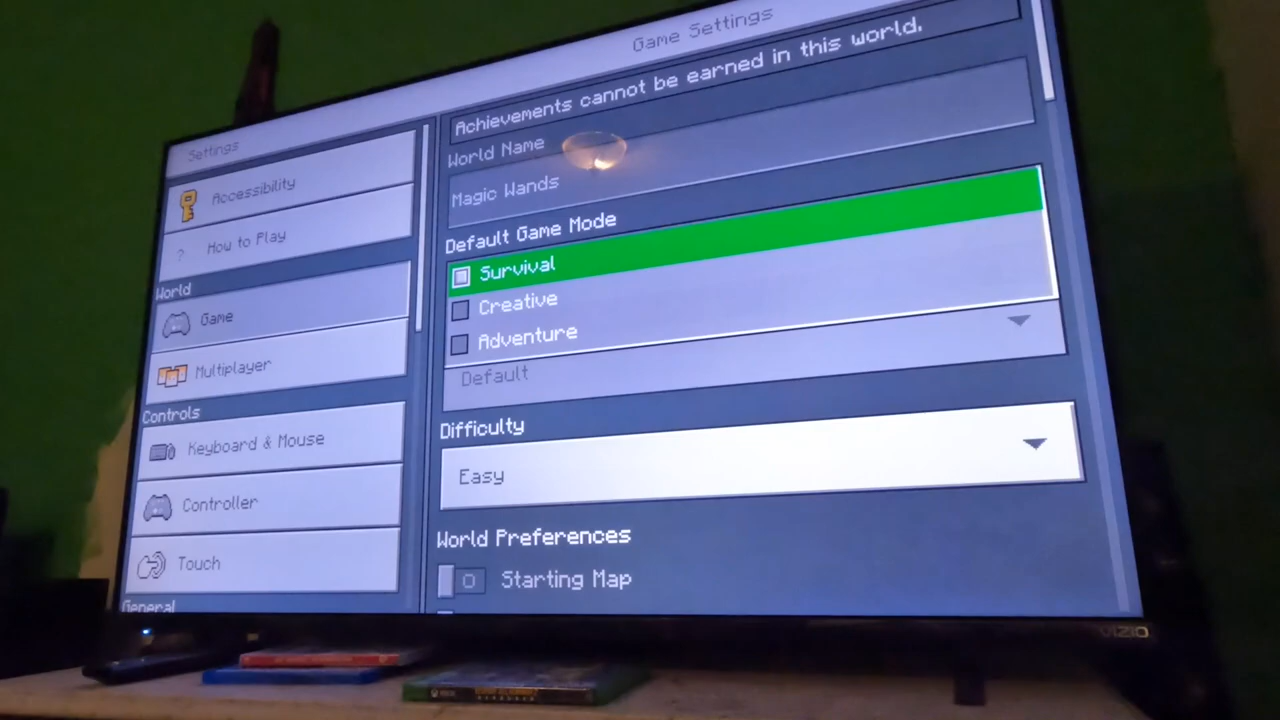 Game Settings
Settings
Accessibility
How to Play
World
Game
Multiplayer
Controls
Keyboard & Mouse
Controller
Touch
General
Achievements cannot be earned in this world.
World Name
Magic Wands
Default Game Mode
Survival
Creative
Adventure
Default
Difficulty
Easy
World Preferences
Starting Map
VIZIO
XBOX